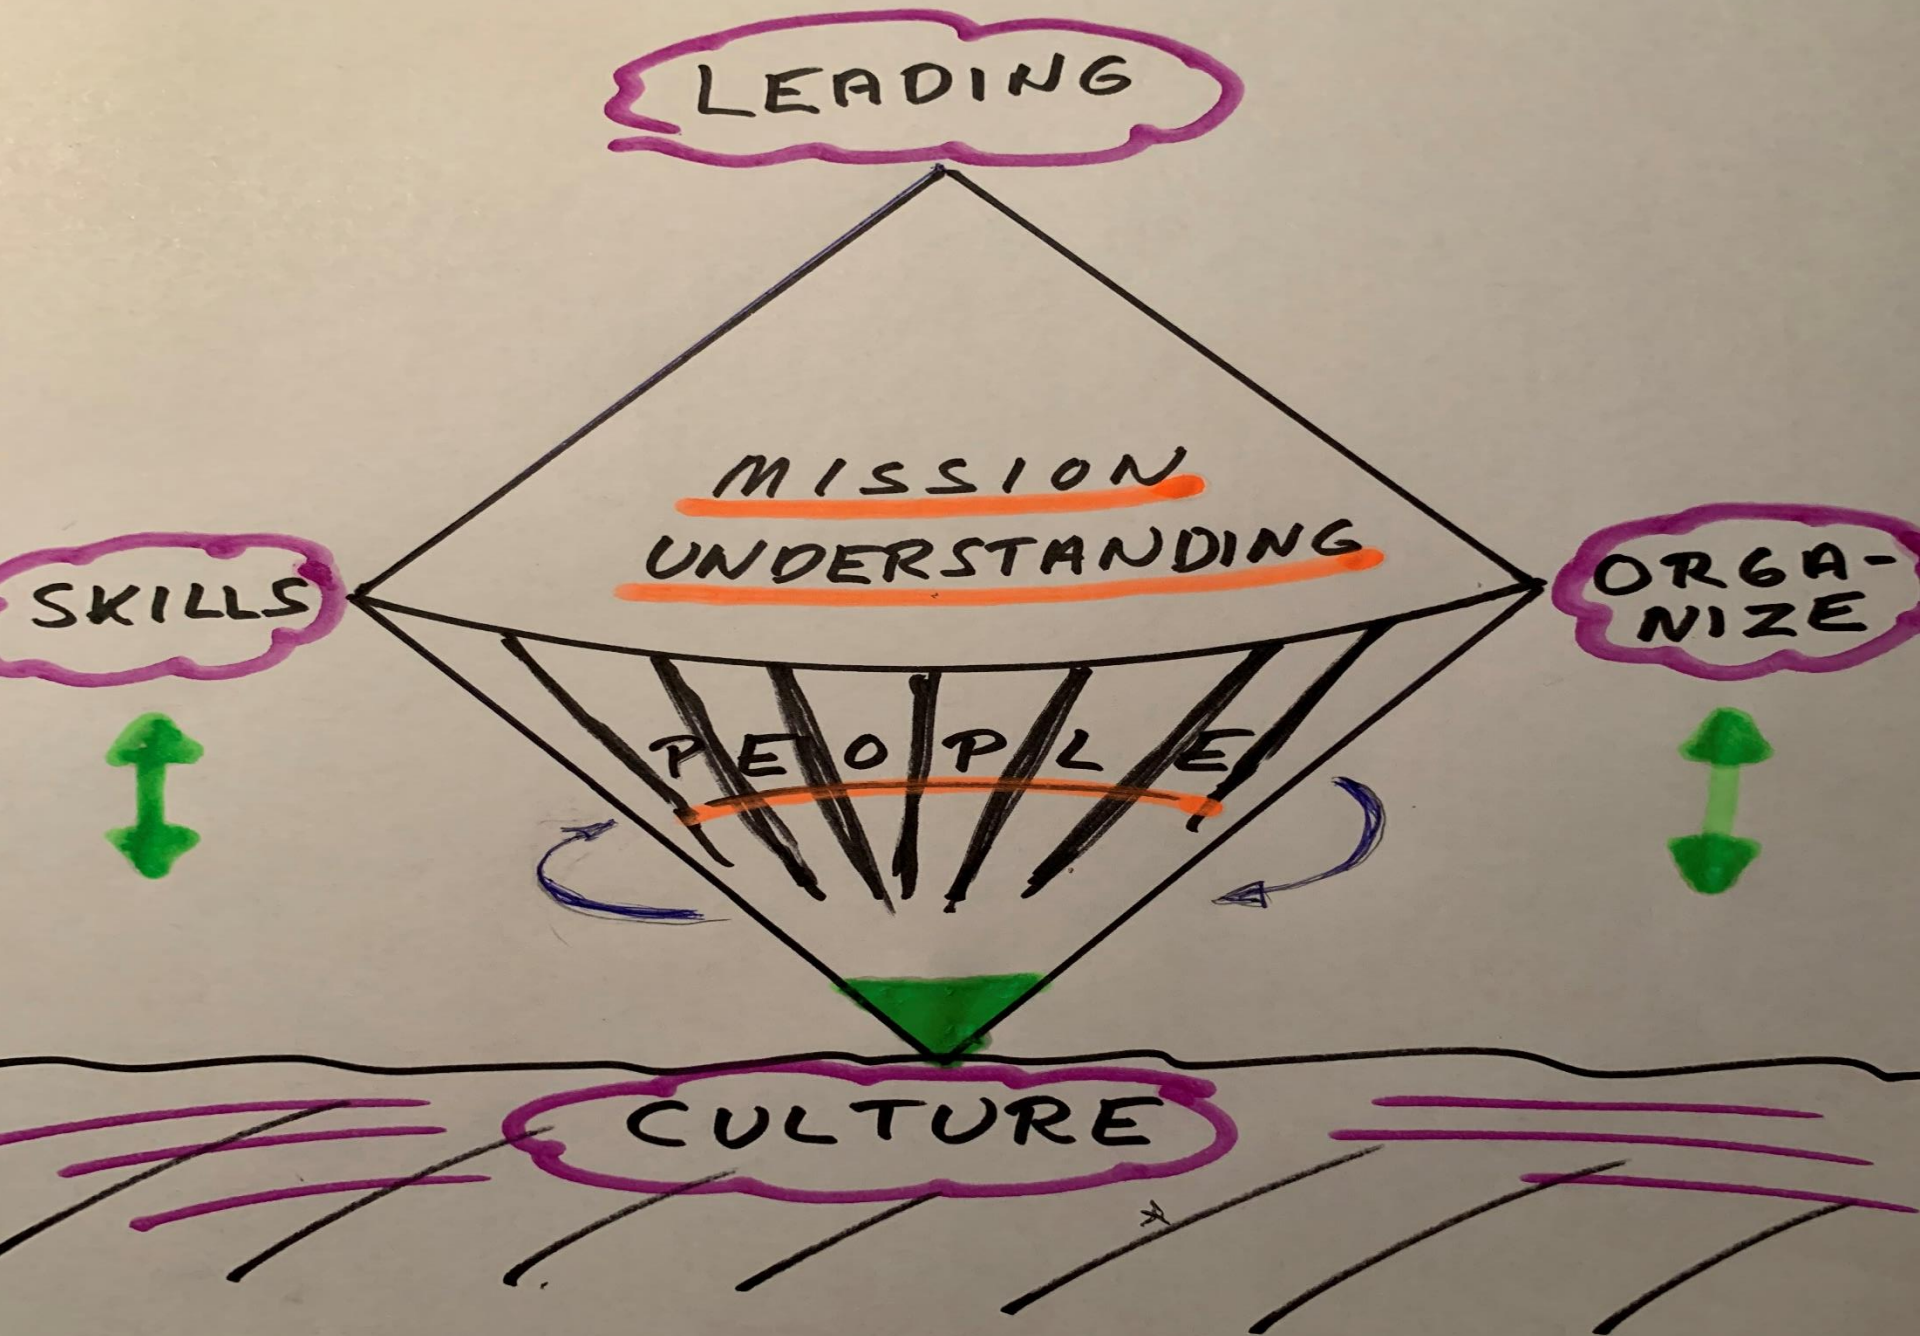 LEADING
MISSION
UNDERSTANDING
SKILLS
ORGA-
NIZE
PEOPLE
CULTURE